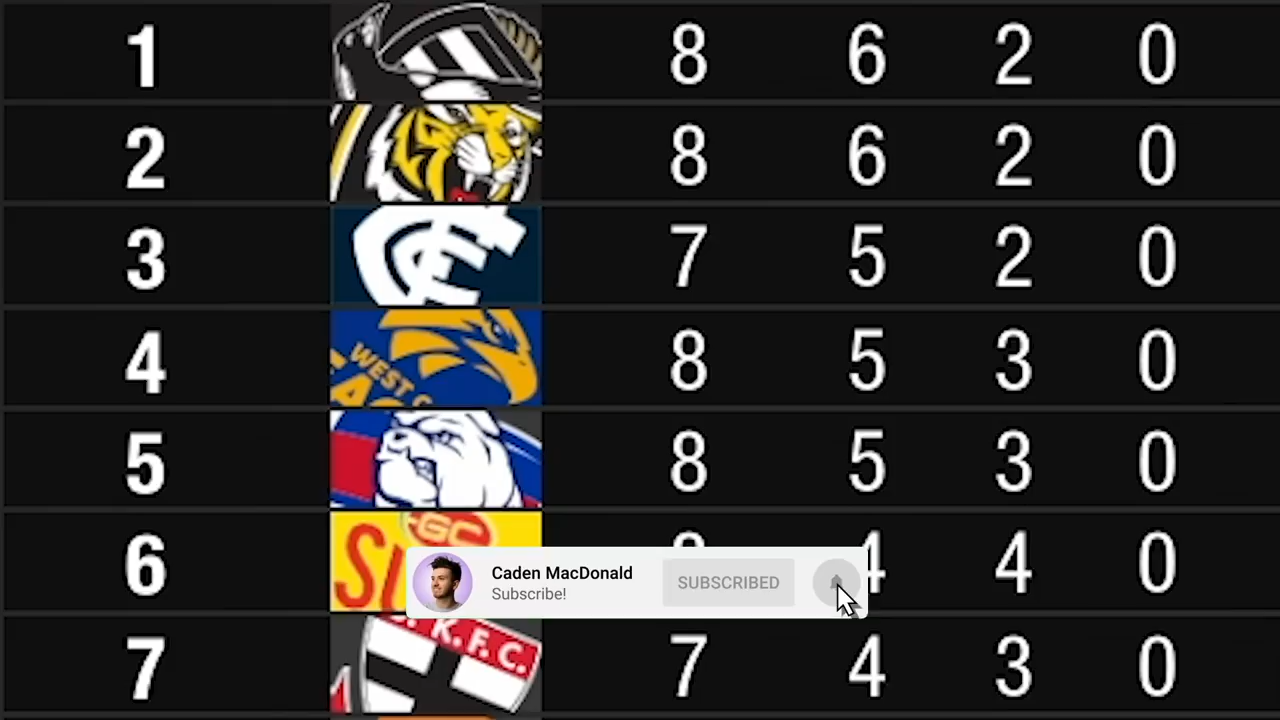 1 8 6 2 0
2 8 6 2 0
3 7 5 2 0
4 WEST 8 5 3 0
5 8 5 3 0
6 GC 4 4 0
Caden MacDonald
Subscribe!
SUBSCRIBED
7 K.F.C. 7 4 3 0